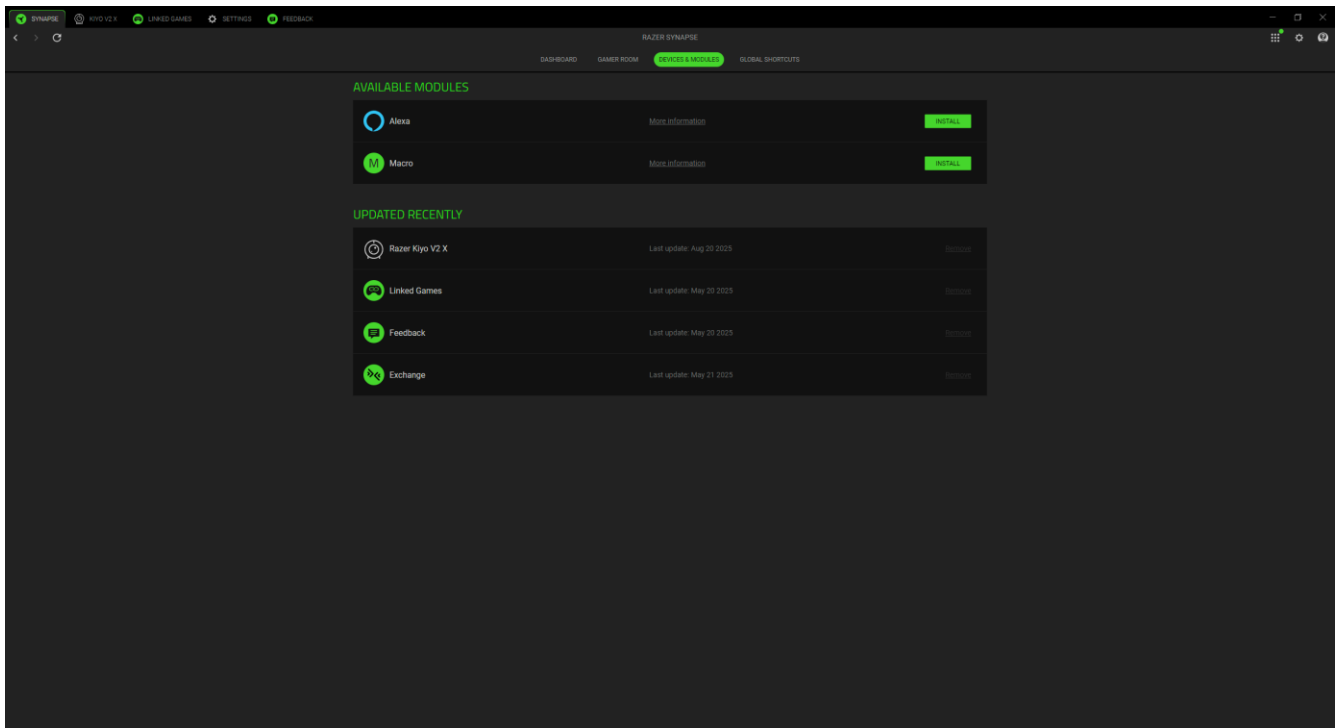 SYNAPSE KIYO V2 X LINKED GAMES SETTINGS FEEDBACK
RAZER SYNAPSE
DASHBOARD GAMER ROOM DEVICES & MODULES GLOBAL SHORTCUTS
AVAILABLE MODULES
Alexa More information INSTALL
M Macro More information INSTALL
UPDATED RECENTLY
Razer Kiyo V2 X Last update: Aug 20 2025 Remove
Linked Games Last update: May 20 2025 Remove
Feedback Last update: May 20 2025 Remove
Exchange Last update: May 21 2025 Remove